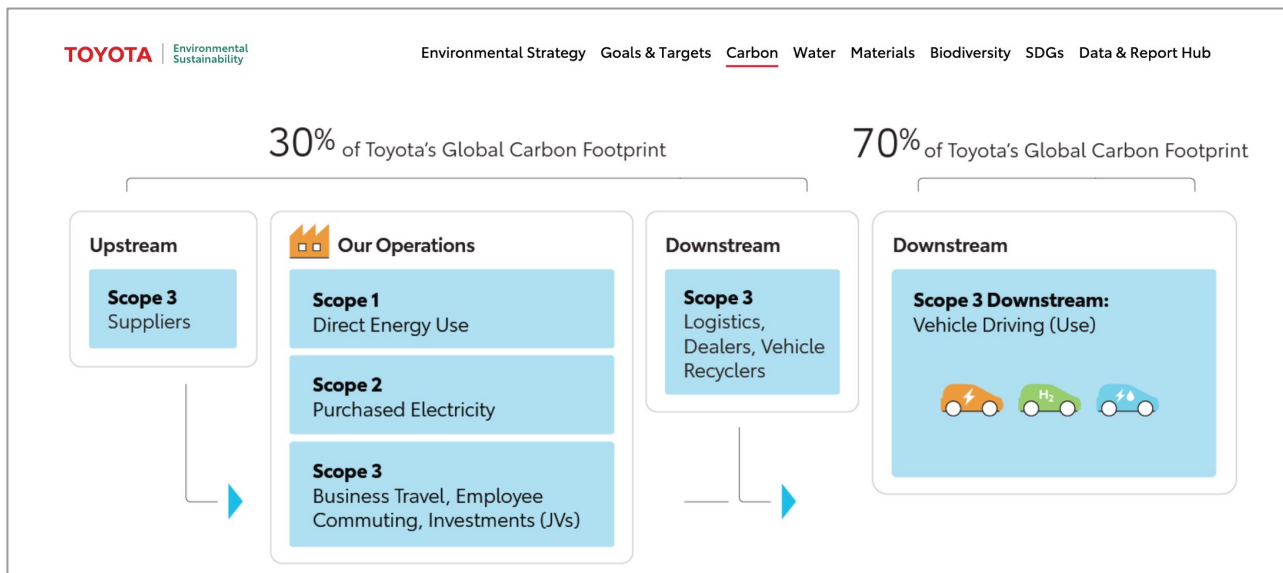 TOYOTA
Environmental
Sustainability
Environmental Strategy Goals & Targets Carbon Water Materials Biodiversity SDGs Data & Report Hub
30% of Toyota's Global Carbon Footprint
70% of Toyota's Global Carbon Footprint
Upstream
Scope 3
Suppliers
Our Operations
Scope 1
Direct Energy Use
Scope 2
Purchased Electricity
Scope 3
Business Travel, Employee
Commuting, Investments (JVs)
Downstream
Scope 3
Logistics,
Dealers, Vehicle
Recyclers
Downstream
Scope 3 Downstream:
Vehicle Driving (Use)
H₂